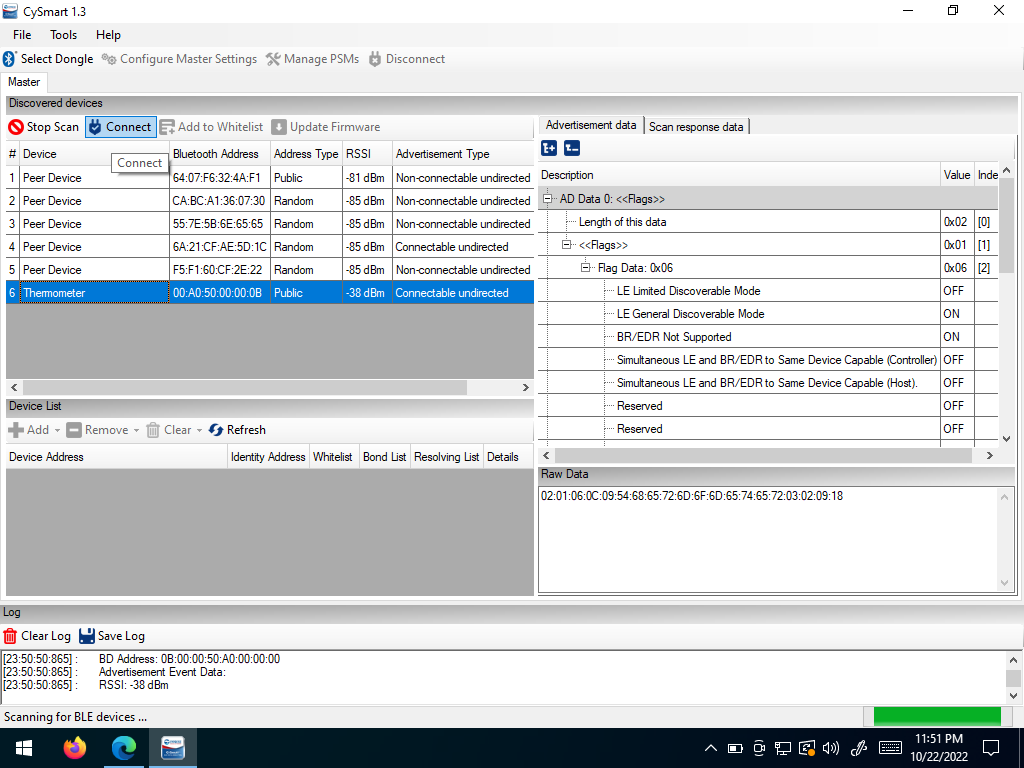 CySmart 1.3
File Tools Help
Select Dongle Configure Master Settings Manage PSMs Disconnect
Master
Discovered devices
Stop Scan Connect Add to Whitelist Update Firmware
# Device Bluetooth Address Address Type RSSI Advertisement Type
Connect
1 Peer Device 64:07:F6:32:4A:F1 Public -81 dBm Non-connectable undirected
2 Peer Device CA:BC:A1:36:07:30 Random -85 dBm Non-connectable undirected
3 Peer Device 55:7E:5B:6E:65:65 Random -85 dBm Non-connectable undirected
4 Peer Device 6A:21:CF:AE:5D:1C Random -85 dBm Connectable undirected
5 Peer Device F5:F1:60:CF:2E:22 Random -85 dBm Non-connectable undirected
6 Thermometer 00:A0:50:00:00:0B Public -38 dBm Connectable undirected
Device List
Add Remove Clear Refresh
Device Address Identity Address Whitelist Bond List Resolving List Details
Advertisement data Scan response data
Description Value Inde
AD Data 0: <<Flags>>
Length of this data 0x02 [0]
<<Flags>> 0x01 [1]
Flag Data: 0x06 0x06 [2]
LE Limited Discoverable Mode OFF
LE General Discoverable Mode ON
BR/EDR Not Supported ON
Simultaneous LE and BR/EDR to Same Device Capable (Controller) OFF
Simultaneous LE and BR/EDR to Same Device Capable (Host). OFF
Reserved OFF
Reserved OFF
Raw Data
02:01:06:0C:09:54:68:65:72:6D:6F:6D:65:74:65:72:03:02:09:18
Log
Clear Log Save Log
[23:50:50:865] : BD Address: 0B:00:00:50:A0:00:00:00
[23:50:50:865] : Advertisement Event Data:
[23:50:50:865] : RSSI: -38 dBm
Scanning for BLE devices ...
11:51 PM
10/22/2022